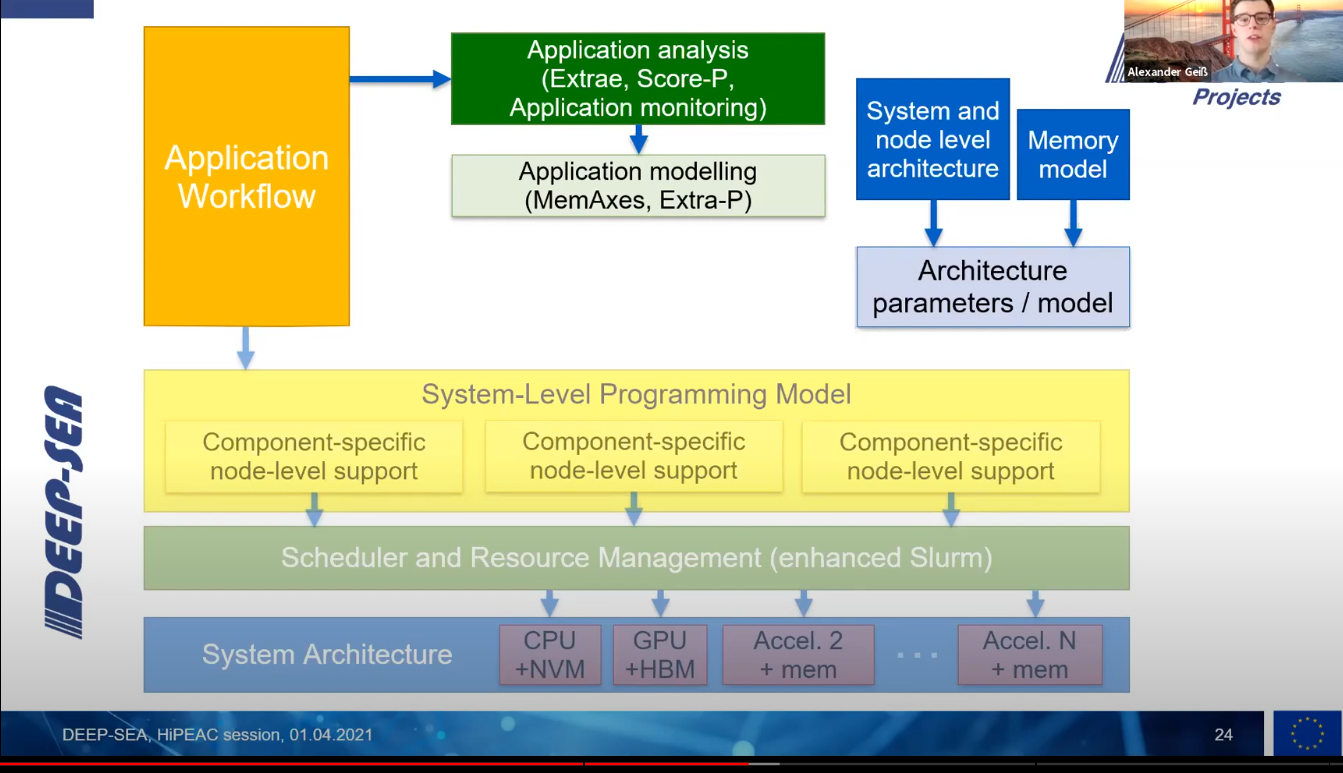 Application
Workflow
Application analysis
(Extrae, Score-P,
Application monitoring)
Application modelling
(MemAxes, Extra-P)
System and
node level
architecture
Memory
model
Architecture
parameters / model
Alexander Geiß
Projects
System-Level Programming Model
Component-specific
node-level support
Component-specific
node-level support
Component-specific
node-level support
Scheduler and Resource Management (enhanced Slurm)
System Architecture
CPU
+NVM
GPU
+HBM
Accel. 2
+ mem
...
Accel. N
+ mem
DEEP-SEA
DEEP-SEA, HiPEAC session, 01.04.2021
24